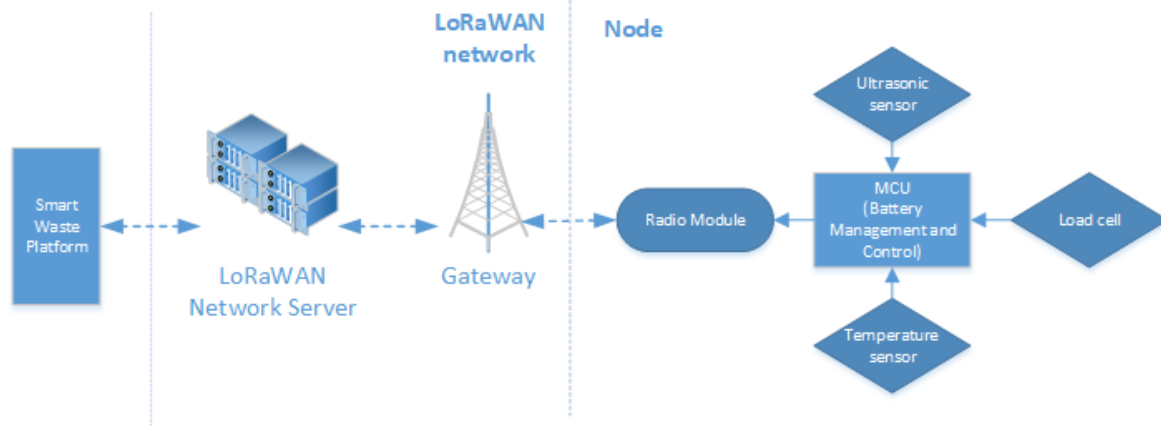 LoRaWAN
network
Node
Ultrasonic
sensor
Smart
Waste
Platform
LoRaWAN
Network Server
Gateway
Radio Module
MCU
(Battery
Management and
Control)
Load cell
Temperature
sensor